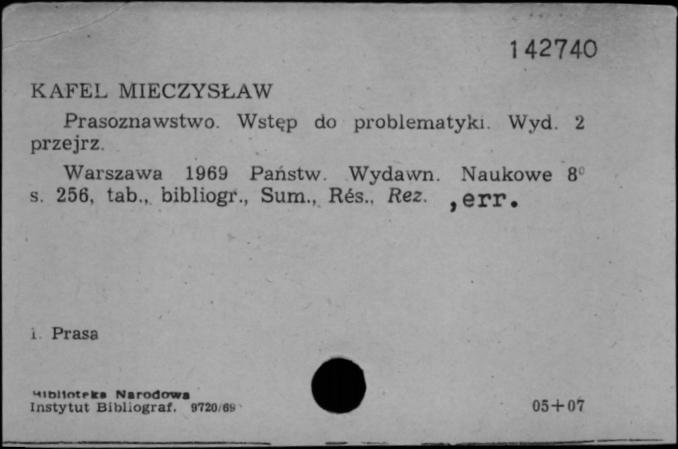 142740
KAFEL MIECZYSŁAW
Prasoznawstwo. Wstęp do problematyki. Wyd. 2
przejrz.
Warszawa 1969 Państw. Wydawn. Naukowe 8°
s. 256, tab., bibliogr., Sum., Rés., Rez. ,err.
1. Prasa
Biblioteka Narodowa
Instytut Bibliograf. 9720/69
05+07